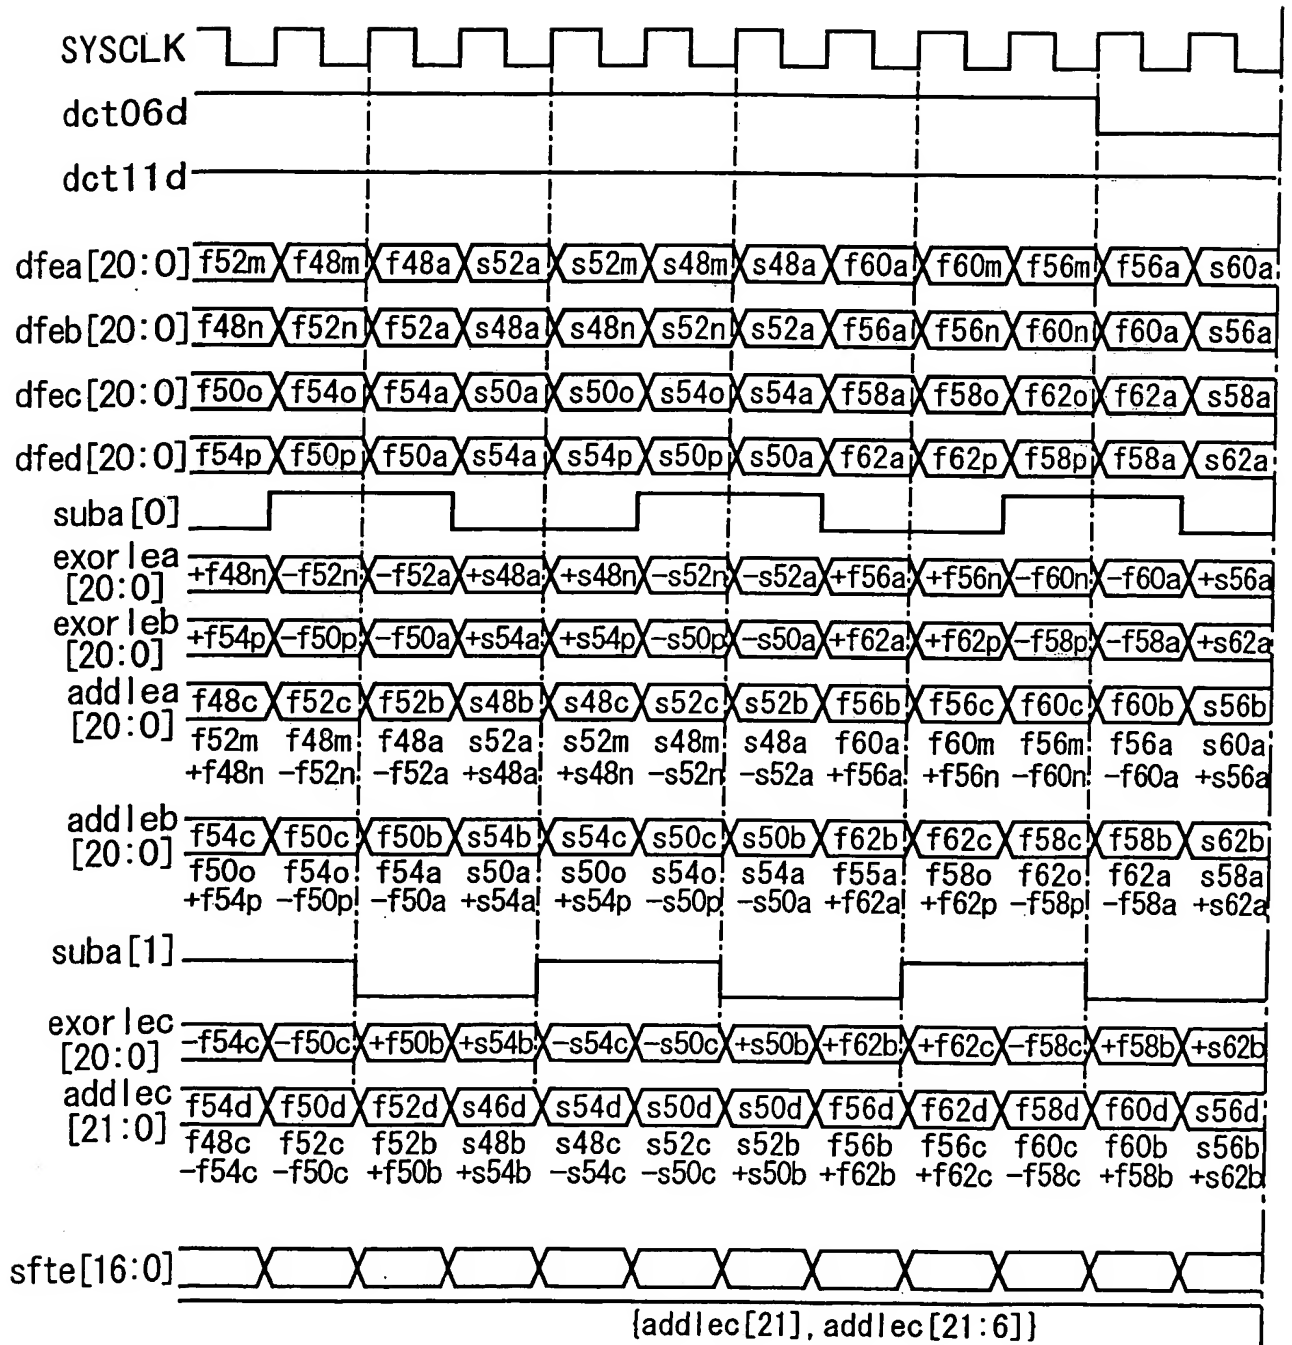 SYSCLK
dct06d
dct11d
dfea[20:0] f52m f48m f48a s52a s52m s48m s48a f60a f60m f56m f56a s60a
dfeb[20:0] f48n f52n f52a s48a s48n s52n s52a f56a f56n f60n f60a s56a
dfec[20:0] f50o f54o f54a s50a s50o s54o s54a f58a f58o f62o f62a s58a
dfed[20:0] f54p f50p f50a s54a s54p s50p s50a f62a f62p f58p f58a s62a
suba[0]
exorlea
[20:0] +f48n -f52n -f52a +s48a +s48n -s52n -s52a +f56a +f56n -f60n -f60a +s56a
exorleb
[20:0] +f54p -f50p -f50a +s54a +s54p -s50p -s50a +f62a +f62p -f58p -f58a +s62a
addlea f48c f52c f52b s48b s48c s52c s52b f56b f56c f60c f60b s56b
[20:0] f52m f48m f48a s52a s52m s48m s48a f60a f60m f56m f56a s60a
+f48n -f52n -f52a +s48a +s48n -s52n -s52a +f56a +f56n -f60n -f60a +s56a
addleb f54c f50c f50b s54b s54c s50c s50b f62b f62c f58c f58b s62b
[20:0] f50o f54o f54a s50a s50o s54o s54a f55a f58o f62o f62a s58a
+f54p -f50p -f50a +s54a +s54p -s50p -s50a +f62a +f62p -f58p -f58a +s62a
suba[1]
exorlec
[20:0] -f54c -f50c +f50b +s54b -s54c -s50c +s50b +f62b +f62c -f58c +f58b +s62b
addlec f54d f50d f52d s46d s54d s50d s50d f56d f62d f58d f60d s56d
[21:0] f48c f52c f52b s48b s48c s52c s52b f56b f56c f60c f60b s56b
-f54c -f50c +f50b +s54b -s54c -s50c +s50b +f62b +f62c -f58c +f58b +s62b
sfte[16:0]
{addlec[21], addlec[21:6]}